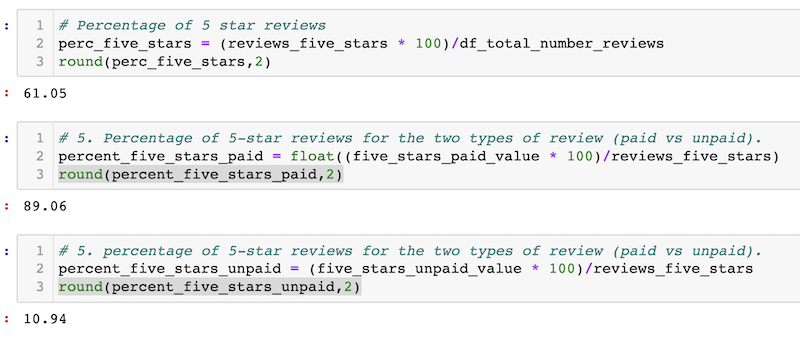 : 1 # Percentage of 5 star reviews
2 perc_five_stars = (reviews_five_stars * 100)/df_total_number_reviews
3 round(perc_five_stars,2)
: 61.05
: 1 # 5. Percentage of 5-star reviews for the two types of review (paid vs unpaid).
2 percent_five_stars_paid = float((five_stars_paid_value * 100)/reviews_five_stars)
3 round(percent_five_stars_paid,2)
: 89.06
: 1 # 5. percentage of 5-star reviews for the two types of review (paid vs unpaid).
2 percent_five_stars_unpaid = (five_stars_unpaid_value * 100)/reviews_five_stars
3 round(percent_five_stars_unpaid,2)
: 10.94